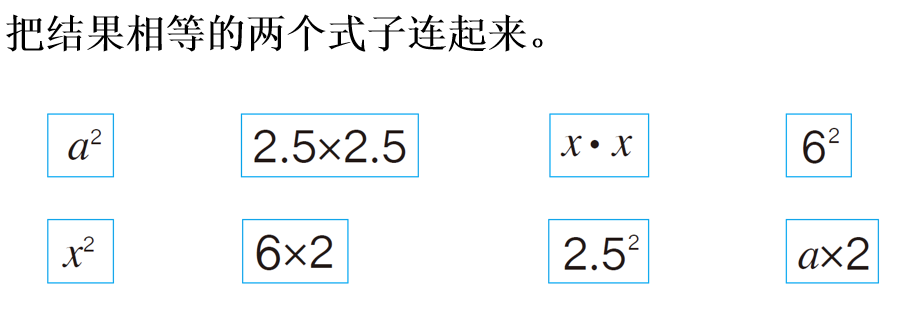 把结果相等的两个式子连起来。
a² 2.5×2.5 x·x 6²
x² 6×2 2.5² a×2